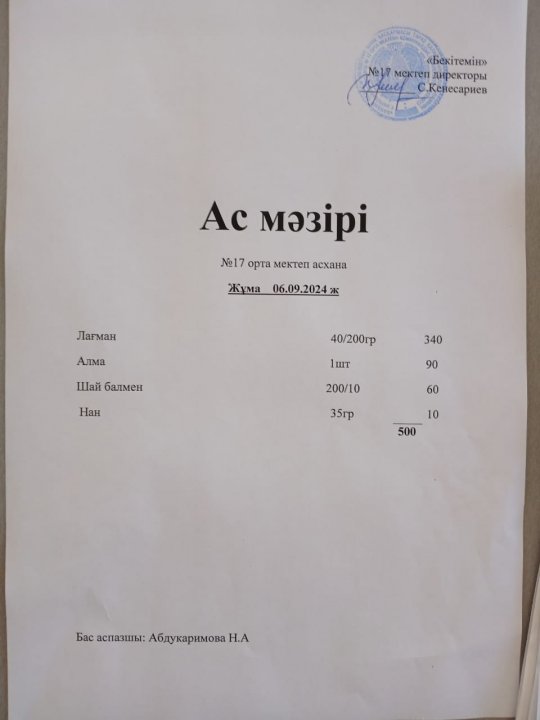 «Бекітемін»
№17 мектеп директоры
С.Кенесариев
Ас мәзірі
№17 орта мектеп асхана
Жұма 06.09.2024 ж
Лағман 40/200гр 340
Алма 1шт 90
Шай балмен 200/10 60
Нан 35гр 10
500
Бас аспазшы: Абдукаримова Н.А